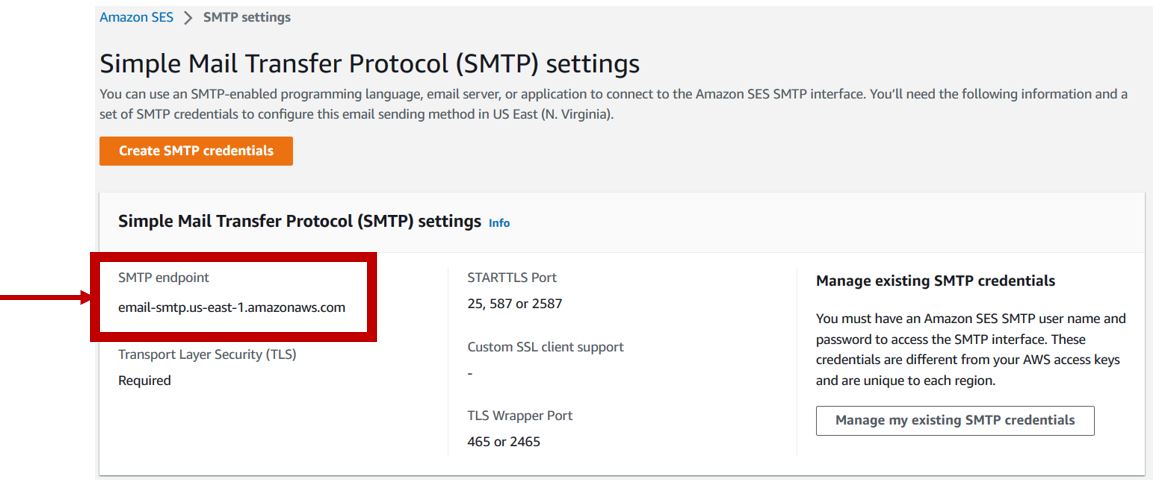 Amazon SES > SMTP settings
Simple Mail Transfer Protocol (SMTP) settings
You can use an SMTP-enabled programming language, email server, or application to connect to the Amazon SES SMTP interface. You’ll need the following information and a
set of SMTP credentials to configure this email sending method in US East (N. Virginia).
Create SMTP credentials
Simple Mail Transfer Protocol (SMTP) settings Info
SMTP endpoint
email-smtp.us-east-1.amazonaws.com
Transport Layer Security (TLS)
Required
STARTTLS Port
25, 587 or 2587
Custom SSL client support
-
TLS Wrapper Port
465 or 2465
Manage existing SMTP credentials
You must have an Amazon SES SMTP user name and
password to access the SMTP interface. These
credentials are different from your AWS access keys
and are unique to each region.
Manage my existing SMTP credentials